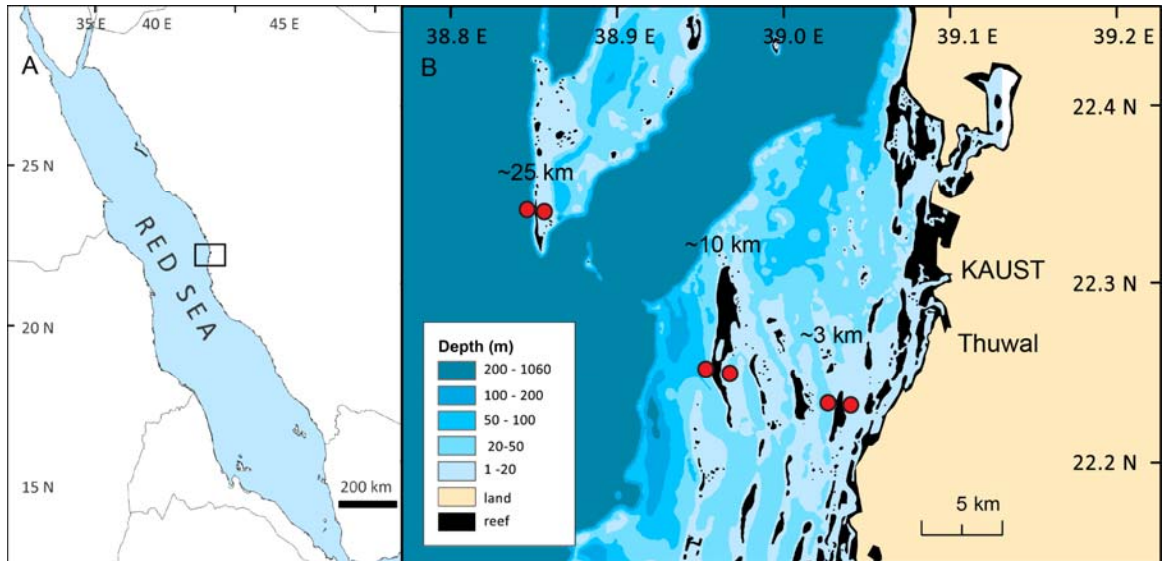 35 E 40 E 45 E
A
25 N
RED SEA
20 N
15 N
200 km
38.8 E 38.9 E 39.0 E 39.1 E 39.2 E
B
22.4 N
~25 km
~10 km
KAUST
22.3 N
~3 km
Thuwal
Depth (m)
200 - 1060
100 - 200
50 - 100
20-50
1 -20
land
reef
22.2 N
5 km